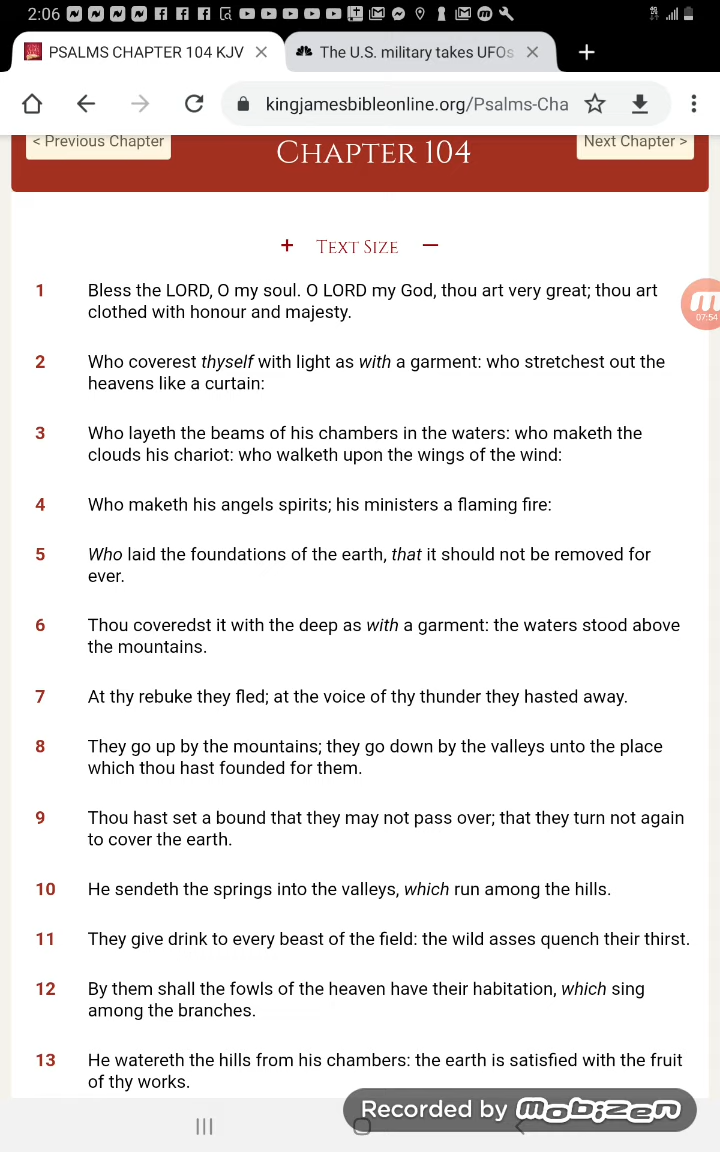 2:06
PSALMS CHAPTER 104 KJV
The U.S. military takes UFOs
kingjamesbibleonline.org/Psalms-Cha
< Previous Chapter
CHAPTER 104
Next Chapter >
+ TEXT SIZE −
07:54
1 Bless the LORD, O my soul. O LORD my God, thou art very great; thou art
clothed with honour and majesty.
2 Who coverest thyself with light as with a garment: who stretchest out the
heavens like a curtain:
3 Who layeth the beams of his chambers in the waters: who maketh the
clouds his chariot: who walketh upon the wings of the wind:
4 Who maketh his angels spirits; his ministers a flaming fire:
5 Who laid the foundations of the earth, that it should not be removed for
ever.
6 Thou coveredst it with the deep as with a garment: the waters stood above
the mountains.
7 At thy rebuke they fled; at the voice of thy thunder they hasted away.
8 They go up by the mountains; they go down by the valleys unto the place
which thou hast founded for them.
9 Thou hast set a bound that they may not pass over; that they turn not again
to cover the earth.
10 He sendeth the springs into the valleys, which run among the hills.
11 They give drink to every beast of the field: the wild asses quench their thirst.
12 By them shall the fowls of the heaven have their habitation, which sing
among the branches.
13 He watereth the hills from his chambers: the earth is satisfied with the fruit
of thy works.
Recorded by mobizen